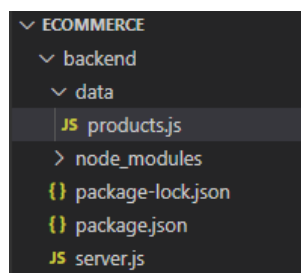 ECOMMERCE
backend
data
JS products.js
node_modules
{} package-lock.json
{} package.json
JS server.js